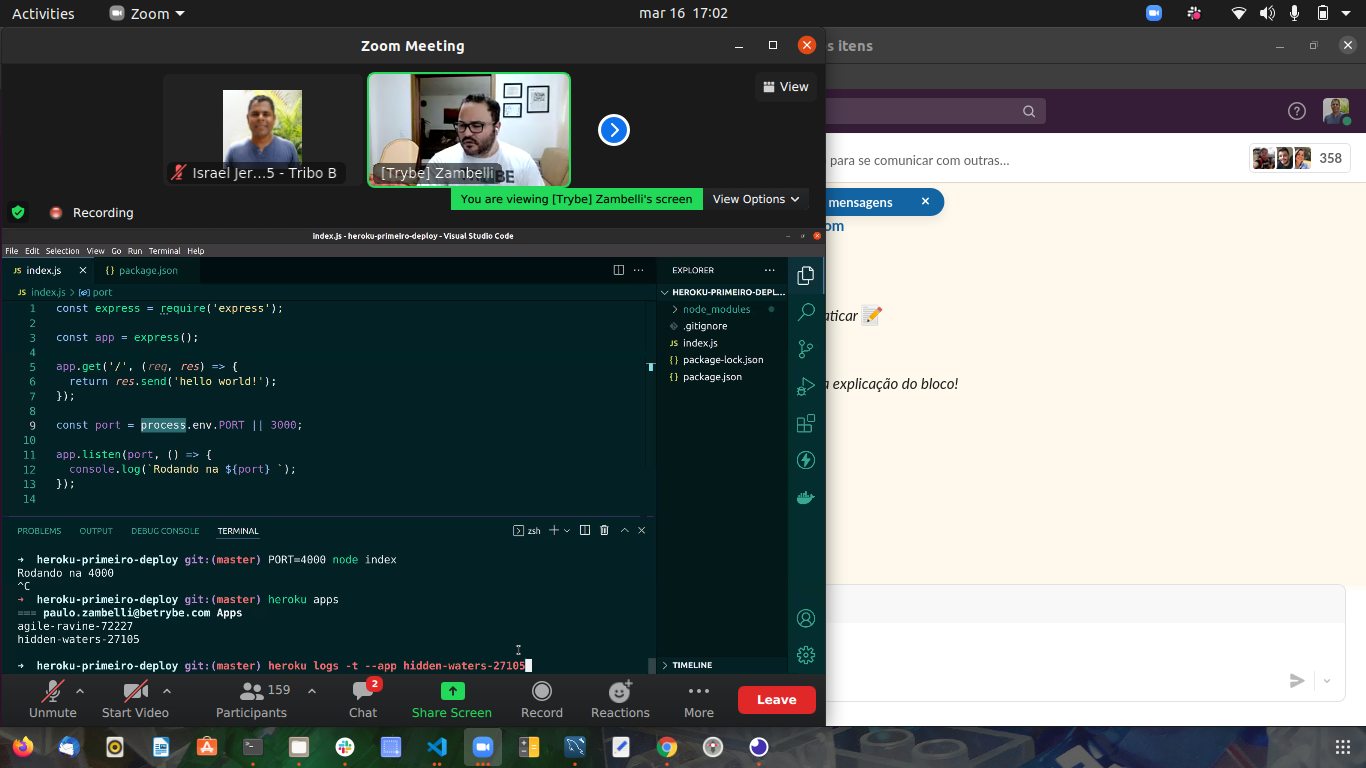 Activities
Zoom
mar 16 17:02
Zoom Meeting
s itens
View
Israel Jer...5 - Tribo B
[Trybe] Zambelli
You are viewing [Trybe] Zambelli's screen
View Options
Recording
para se comunicar com outras...
358
mensagens
om
aticar
a explicação do bloco!
index.js - heroku-primeiro-deploy - Visual Studio Code
File Edit Selection View Go Run Terminal Help
JS index.js
{} package.json
JS index.js > port
1 const express = require('express');
2
3 const app = express();
4
5 app.get('/', (req, res) => {
6 return res.send('hello world!');
7 });
8
9 const port = process.env.PORT || 3000;
10
11 app.listen(port, () => {
12 console.log(`Rodando na ${port} `);
13 });
14
EXPLORER
HEROKU-PRIMEIRO-DEPL...
node_modules
.gitignore
JS index.js
{} package-lock.json
{} package.json
TIMELINE
PROBLEMS OUTPUT DEBUG CONSOLE TERMINAL
zsh
→ heroku-primeiro-deploy git:(master) PORT=4000 node index
Rodando na 4000
^C
→ heroku-primeiro-deploy git:(master) heroku apps
=== paulo.zambelli@betrybe.com Apps
agile-ravine-72227
hidden-waters-27105
→ heroku-primeiro-deploy git:(master) heroku logs -t --app hidden-waters-27105
Unmute
Start Video
159
Participants
2
Chat
Share Screen
Record
Reactions
More
Leave